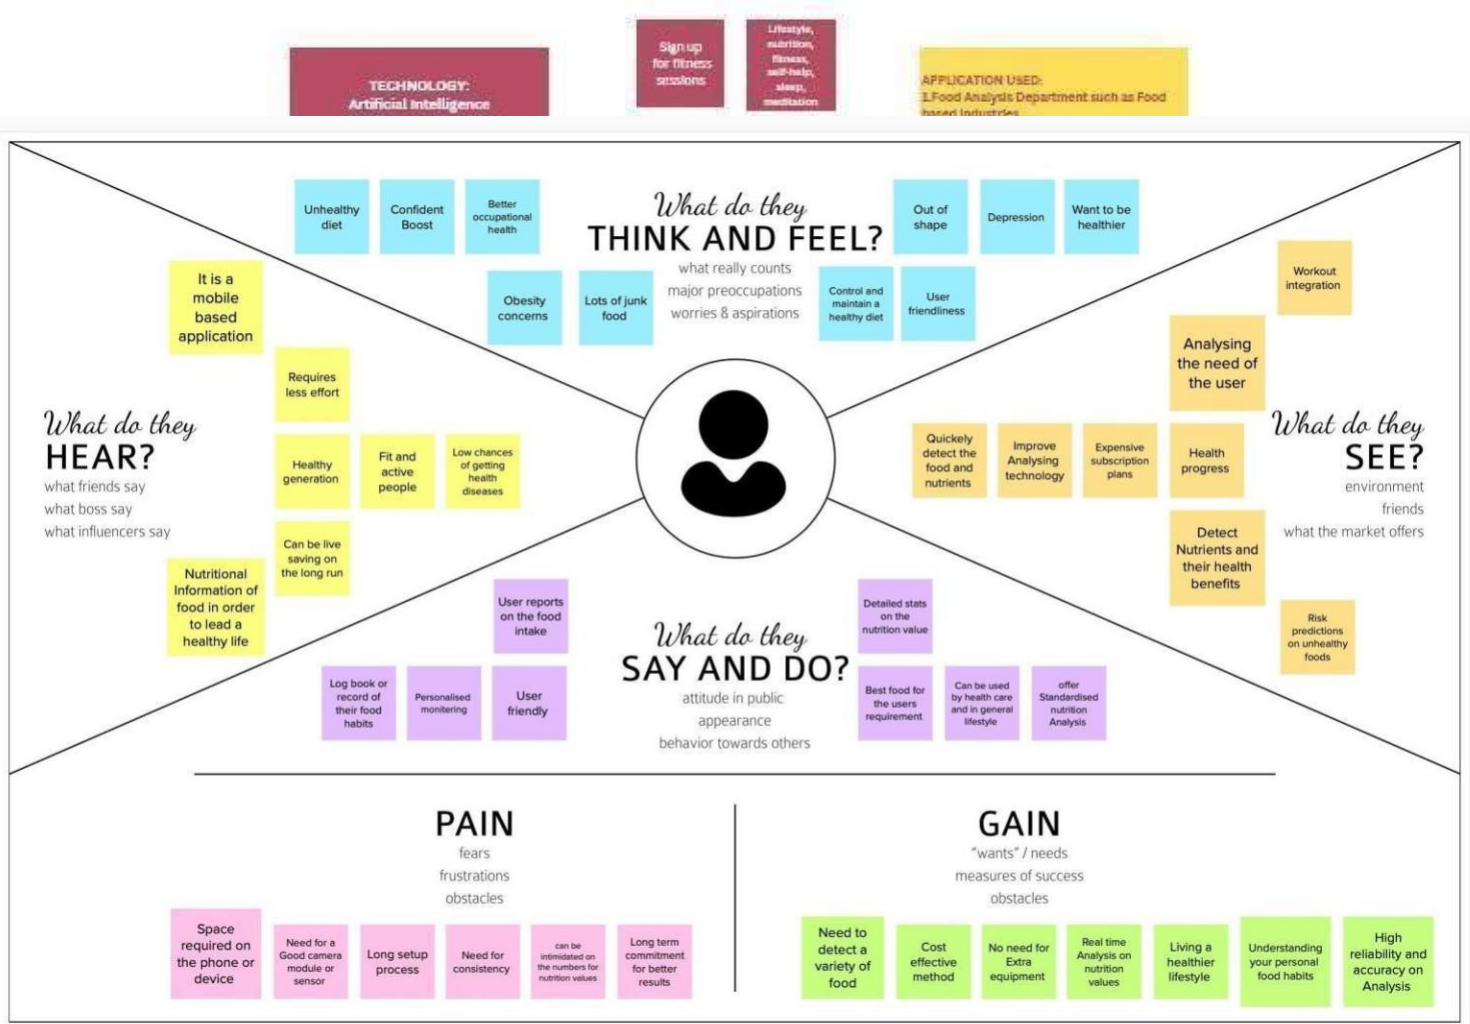 TECHNOLOGY:
Artificial Intelligence
Sign up
for fitness
sessions
Lifestyle,
nutrition,
fitness,
self-help,
sleep,
meditation
APPLICATION USED:
1.Food Analysis Department such as Food
based Industries
Unhealthy
diet
Confident
Boost
Better
occupational
health
Obesity
concerns
Lots of junk
food
What do they
THINK AND FEEL?
what really counts
major preoccupations
worries & aspirations
Out of
shape
Depression
Want to be
healthier
Control and
maintain a
healthy diet
User
friendliness
It is a
mobile
based
application
Requires
less effort
What do they
HEAR?
what friends say
what boss say
what influencers say
Healthy
generation
Fit and
active
people
Low chances
of getting
health
diseases
Can be live
saving on
the long run
Nutritional
Information of
food in order
to lead a
healthy life
Workout
integration
Analysing
the need of
the user
Quickely
detect the
food and
nutrients
Improve
Analysing
technology
Expensive
subscription
plans
Health
progress
What do they
SEE?
environment
friends
what the market offers
Detect
Nutrients and
their health
benefits
Risk
predictions
on unhealthy
foods
User reports
on the food
intake
Log book or
record of
their food
habits
Personalised
monitering
User
friendly
What do they
SAY AND DO?
attitude in public
appearance
behavior towards others
Detailed stats
on the
nutrition value
Best food for
the users
requirement
Can be used
by health care
and in general
lifestyle
offer
Standardised
nutrition
Analysis
PAIN
fears
frustrations
obstacles
Space
required on
the phone or
device
Need for a
Good camera
module or
sensor
Long setup
process
Need for
consistency
can be
intimidated on
the numbers for
nutrition values
Long term
commitment
for better
results
GAIN
"wants" / needs
measures of success
obstacles
Need to
detect a
variety of
food
Cost
effective
method
No need for
Extra
equipment
Real time
Analysis on
nutrition
values
Living a
healthier
lifestyle
Understanding
your personal
food habits
High
reliability and
accuracy on
Analysis